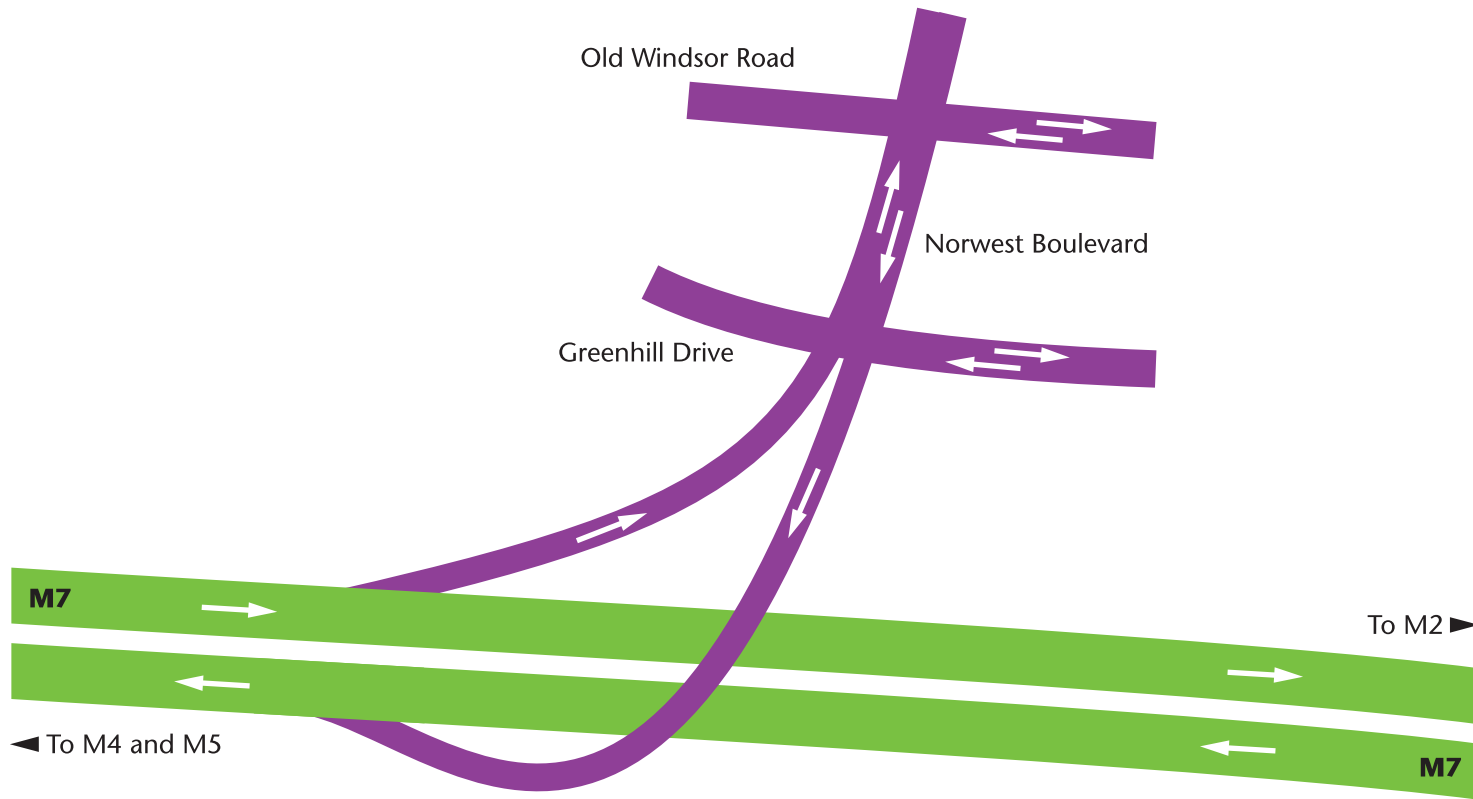 Old Windsor Road
Norwest Boulevard
Greenhill Drive
M7
To M2
To M4 and M5
M7